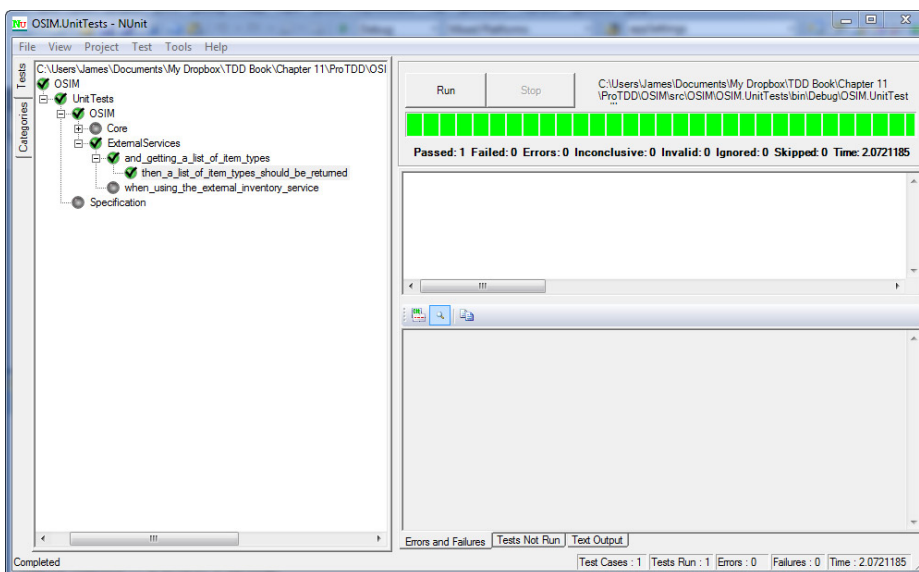 OSIM.UnitTests - NUnit
File View Project Test Tools Help
Tests
Categories
C:\Users\James\Documents\My Dropbox\TDD Book\Chapter 11\ProTDD\OSI
OSIM
UnitTests
OSIM
Core
ExternalServices
and_getting_a_list_of_item_types
then_a_list_of_item_types_should_be_returned
when_using_the_external_inventory_service
Specification
Run
Stop
C:\Users\James\Documents\My Dropbox\TDD Book\Chapter 11
\ProTDD\OSIM\src\OSIM\OSIM.UnitTests\bin\Debug\OSIM.UnitTest
Passed: 1 Failed: 0 Errors: 0 Inconclusive: 0 Invalid: 0 Ignored: 0 Skipped: 0 Time: 2.0721185
Errors and Failures Tests Not Run Text Output
Completed
Test Cases : 1 Tests Run : 1 Errors : 0 Failures : 0 Time : 2.0721185